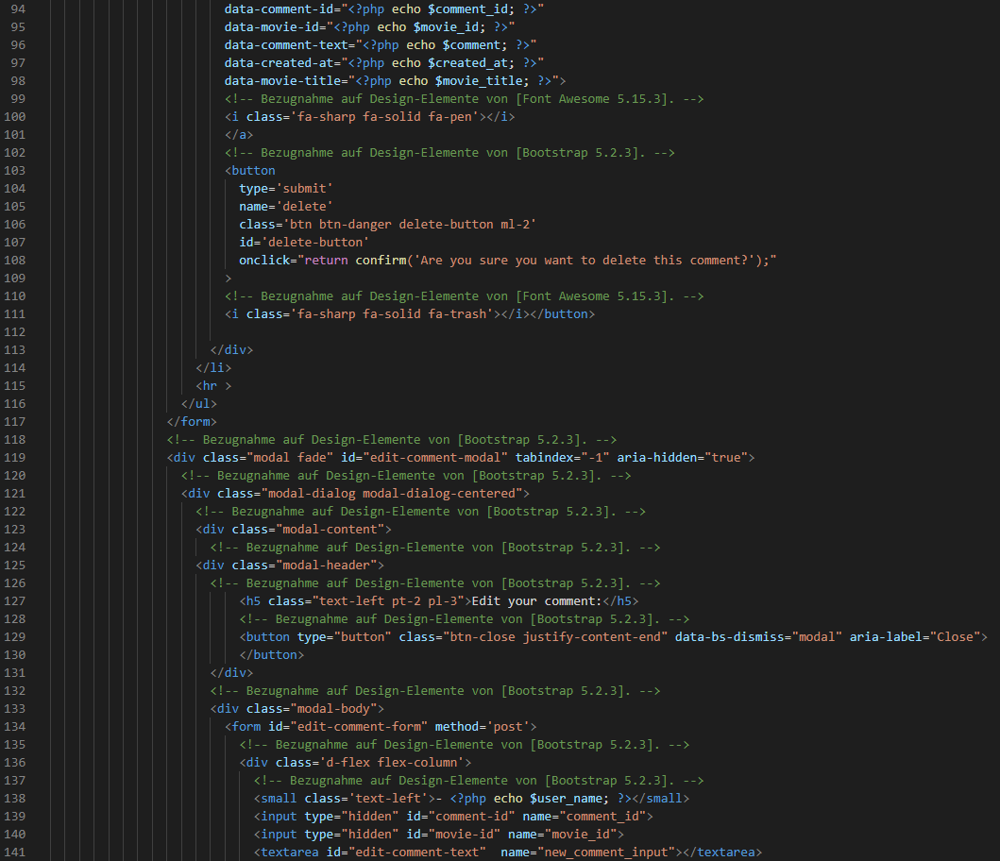 94 data-comment-id="<?php echo $comment_id; ?>"
95 data-movie-id="<?php echo $movie_id; ?>"
96 data-comment-text="<?php echo $comment; ?>"
97 data-created-at="<?php echo $created_at; ?>"
98 data-movie-title="<?php echo $movie_title; ?>">
99 <!-- Bezugnahme auf Design-Elemente von [Font Awesome 5.15.3]. -->
100 <i class='fa-sharp fa-solid fa-pen'></i>
101 </a>
102 <!-- Bezugnahme auf Design-Elemente von [Bootstrap 5.2.3]. -->
103 <button
104 type='submit'
105 name='delete'
106 class='btn btn-danger delete-button ml-2'
107 id='delete-button'
108 onclick="return confirm('Are you sure you want to delete this comment?');"
109 >
110 <!-- Bezugnahme auf Design-Elemente von [Font Awesome 5.15.3]. -->
111 <i class='fa-sharp fa-solid fa-trash'></i></button>
112
113 </div>
114 </li>
115 <hr >
116 </ul>
117 </form>
118 <!-- Bezugnahme auf Design-Elemente von [Bootstrap 5.2.3]. -->
119 <div class="modal fade" id="edit-comment-modal" tabindex="-1" aria-hidden="true">
120 <!-- Bezugnahme auf Design-Elemente von [Bootstrap 5.2.3]. -->
121 <div class="modal-dialog modal-dialog-centered">
122 <!-- Bezugnahme auf Design-Elemente von [Bootstrap 5.2.3]. -->
123 <div class="modal-content">
124 <!-- Bezugnahme auf Design-Elemente von [Bootstrap 5.2.3]. -->
125 <div class="modal-header">
126 <!-- Bezugnahme auf Design-Elemente von [Bootstrap 5.2.3]. -->
127 <h5 class="text-left pt-2 pl-3">Edit your comment:</h5>
128 <!-- Bezugnahme auf Design-Elemente von [Bootstrap 5.2.3]. -->
129 <button type="button" class="btn-close justify-content-end" data-bs-dismiss="modal" aria-label="Close">
130 </button>
131 </div>
132 <!-- Bezugnahme auf Design-Elemente von [Bootstrap 5.2.3]. -->
133 <div class="modal-body">
134 <form id="edit-comment-form" method='post'>
135 <!-- Bezugnahme auf Design-Elemente von [Bootstrap 5.2.3]. -->
136 <div class='d-flex flex-column'>
137 <!-- Bezugnahme auf Design-Elemente von [Bootstrap 5.2.3]. -->
138 <small class='text-left'>- <?php echo $user_name; ?></small>
139 <input type="hidden" id="comment-id" name="comment_id">
140 <input type="hidden" id="movie-id" name="movie_id">
141 <textarea id="edit-comment-text"  name="new_comment_input"></textarea>